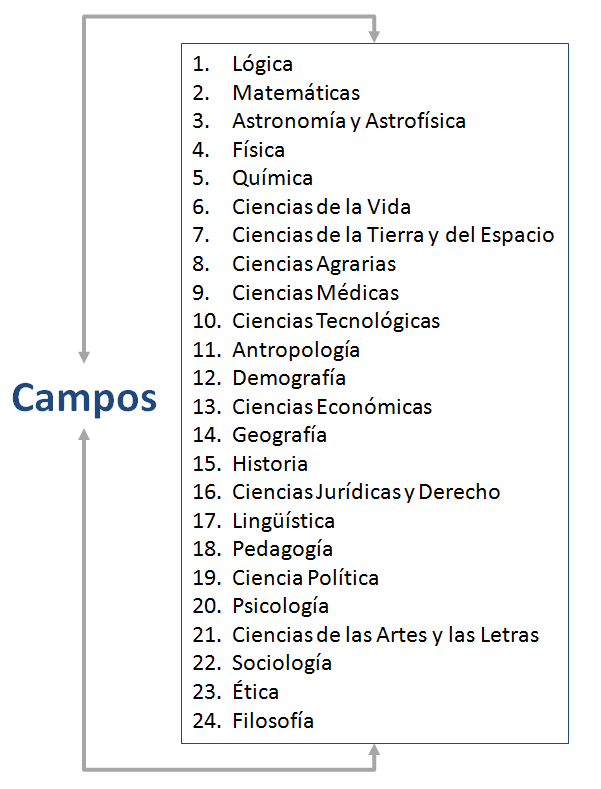 Campos
1. Lógica
2. Matemáticas
3. Astronomía y Astrofísica
4. Física
5. Química
6. Ciencias de la Vida
7. Ciencias de la Tierra y del Espacio
8. Ciencias Agrarias
9. Ciencias Médicas
10. Ciencias Tecnológicas
11. Antropología
12. Demografía
13. Ciencias Económicas
14. Geografía
15. Historia
16. Ciencias Jurídicas y Derecho
17. Lingüística
18. Pedagogía
19. Ciencia Política
20. Psicología
21. Ciencias de las Artes y las Letras
22. Sociología
23. Ética
24. Filosofía